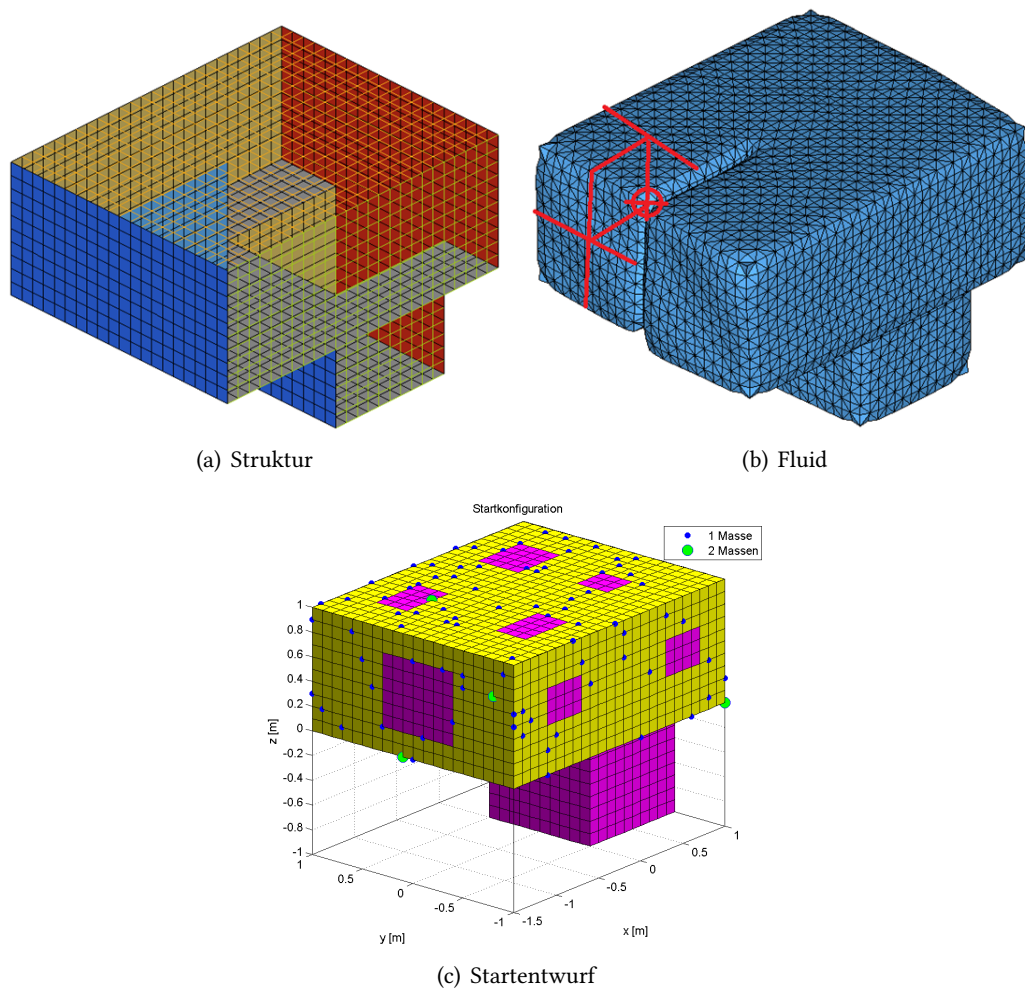 (a) Struktur
(b) Fluid
Startkonfiguration
1 Masse
2 Massen
1
0.8
0.6
0.4
0.2
0
-0.2
-0.4
-0.6
-0.8
-1
z [m]
1
0.5
0
-0.5
-1
y [m]
-1.5
-1
-0.5
0
0.5
1
x [m]
(c) Startentwurf